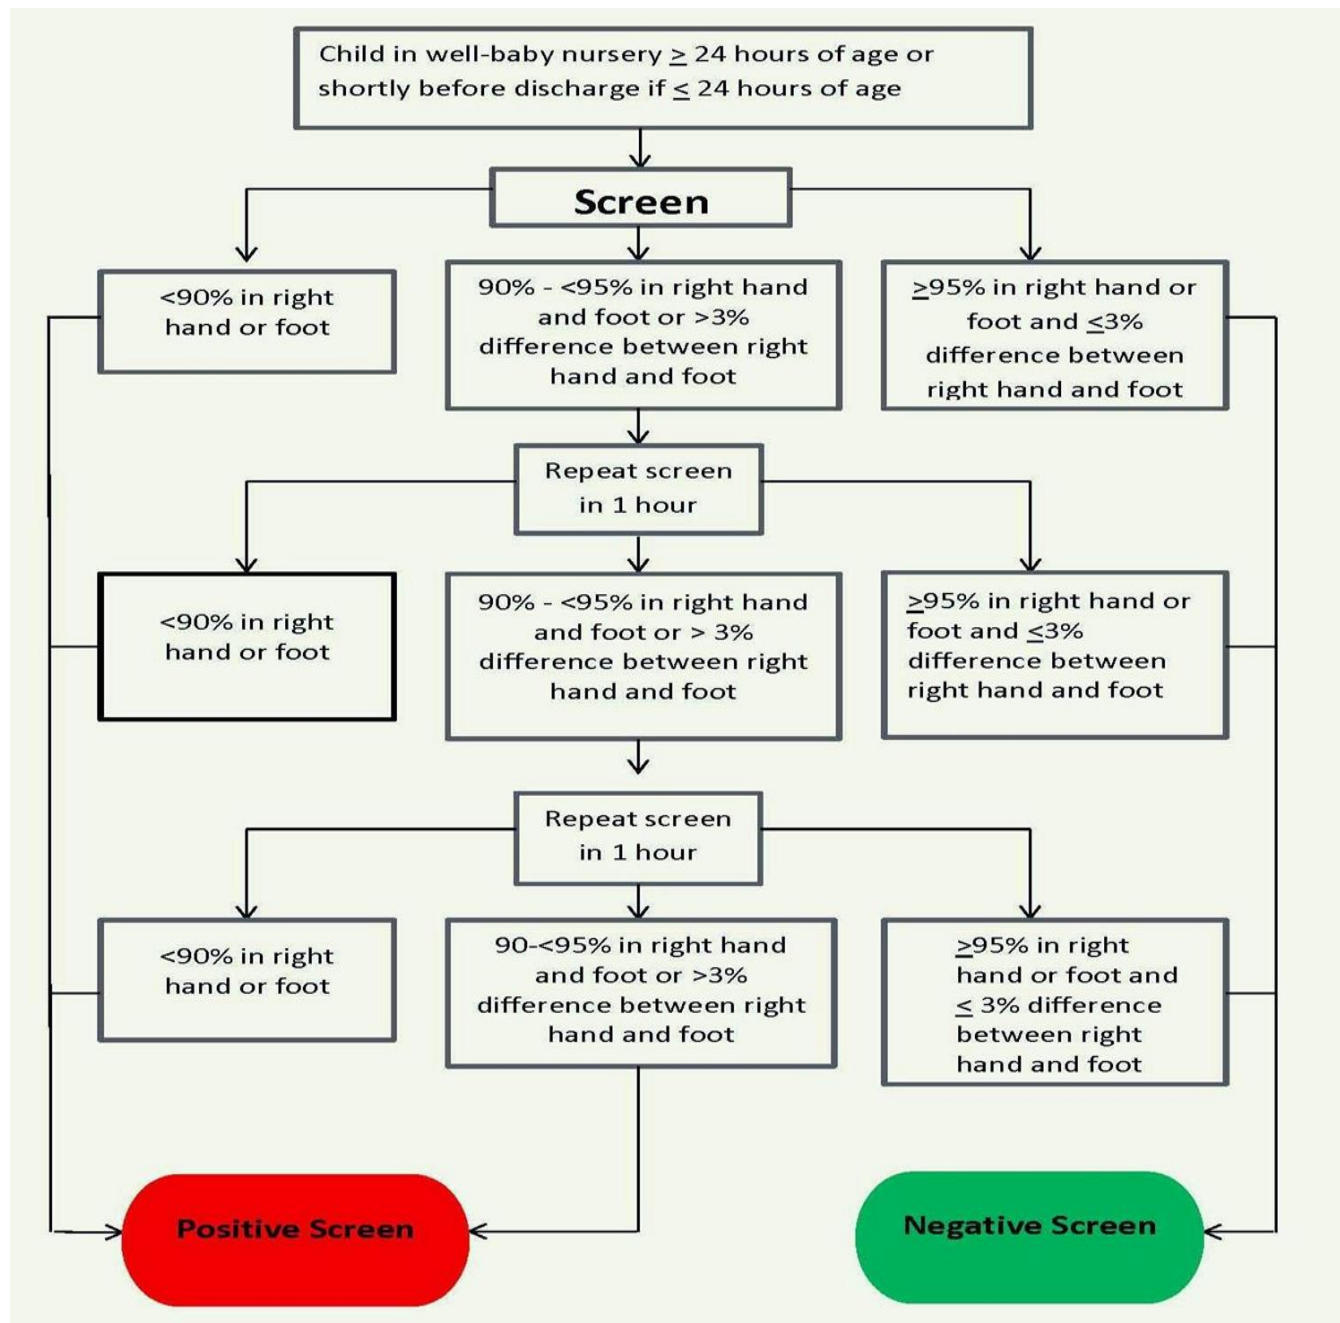 Child in well-baby nursery ≥ 24 hours of age or
shortly before discharge if ≤ 24 hours of age
Screen
<90% in right
hand or foot
90% - <95% in right hand
and foot or >3%
difference between right
hand and foot
≥95% in right hand or
foot and ≤3%
difference between
right hand and foot
Repeat screen
in 1 hour
<90% in right
hand or foot
90% - <95% in right hand
and foot or > 3%
difference between right
hand and foot
≥95% in right hand or
foot and ≤3%
difference between
right hand and foot
Repeat screen
in 1 hour
<90% in right
hand or foot
90-<95% in right hand
and foot or >3%
difference between right
hand and foot
≥95% in right
hand or foot and
≤ 3% difference
between right
hand and foot
Positive Screen
Negative Screen